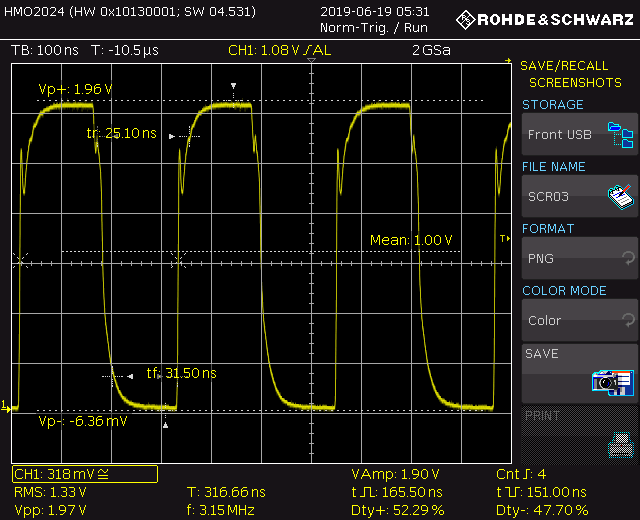 HMO2024 (HW 0x10130001; SW 04.531)
2019-06-19 05:31
Norm-Trig. / Run
ROHDE&SCHWARZ
TB: 100 ns T: -10.5 µs CH1: 1.08 V / AL 2 GSa
SAVE/RECALL
SCREENSHOTS
STORAGE
Front USB
FILE NAME
SCR03
FORMAT
PNG
COLOR MODE
Color
SAVE
PRINT
Vp+: 1.96 V
tr: 25.10 ns
Mean: 1.00 V
T
tf: 31.50 ns
1
Vp-: -6.36 mV
CH1: 318 mV ≅
RMS: 1.33 V
Vpp: 1.97 V
T: 316.66 ns
f: 3.15 MHz
V Amp: 1.90 V
t: 165.50 ns
Dty+: 52.29 %
Cnt: 4
t: 151.00 ns
Dty-: 47.70 %